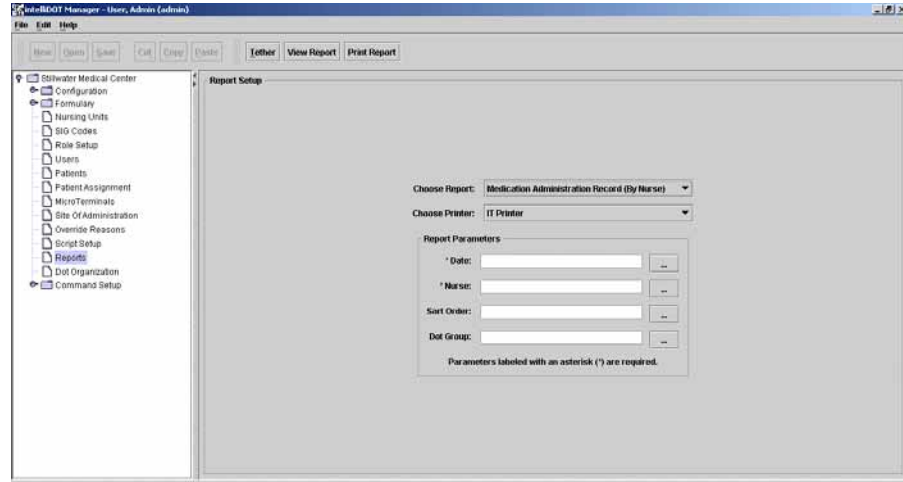 IntelliDOT Manager - User, Admin (admin)
File Edit Help
New Open Save Cut Copy Paste Tether View Report Print Report
Stillwater Medical Center
Configuration
Formulary
Nursing Units
SIG Codes
Role Setup
Users
Patients
Patient Assignment
MicroTerminals
Site Of Administration
Override Reasons
Script Setup
Reports
Dot Organization
Command Setup
Report Setup
Choose Report: Medication Administration Record (By Nurse)
Choose Printer: IT Printer
Report Parameters
* Date: ...
* Nurse: ...
Sort Order: ...
Dot Group: ...
Parameters labeled with an asterisk (*) are required.